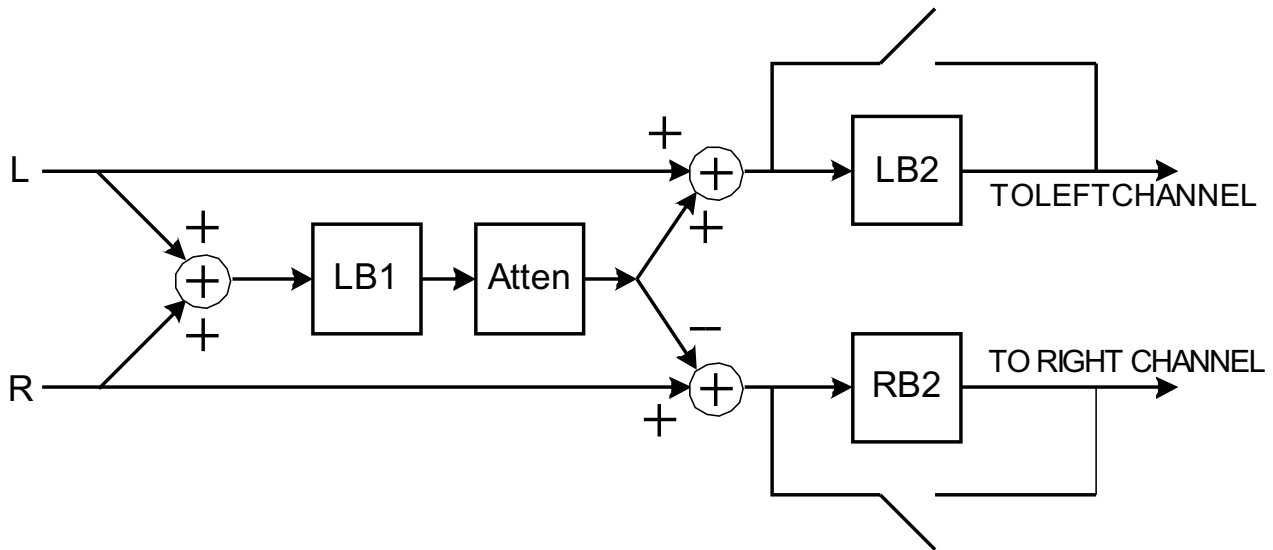 +
L
LB2
TOLEFTCHANNEL
+
+
+
+
LB1
Atten
+
+
−
TO RIGHT CHANNEL
R
RB2
+
+